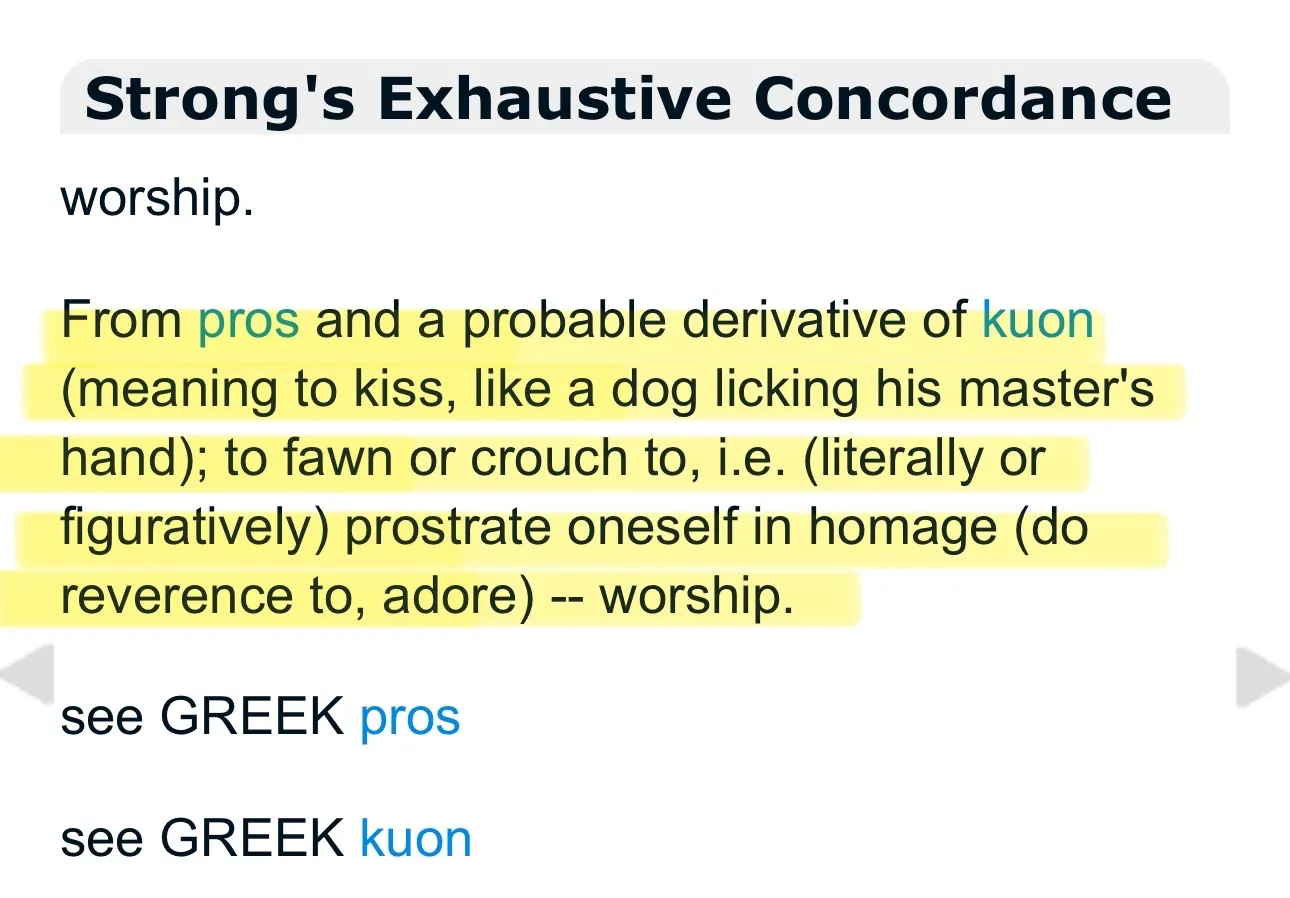 Strong's Exhaustive Concordance
worship.
From pros and a probable derivative of kuon
(meaning to kiss, like a dog licking his master's
hand); to fawn or crouch to, i.e. (literally or
figuratively) prostrate oneself in homage (do
reverence to, adore) -- worship.
see GREEK pros
see GREEK kuon